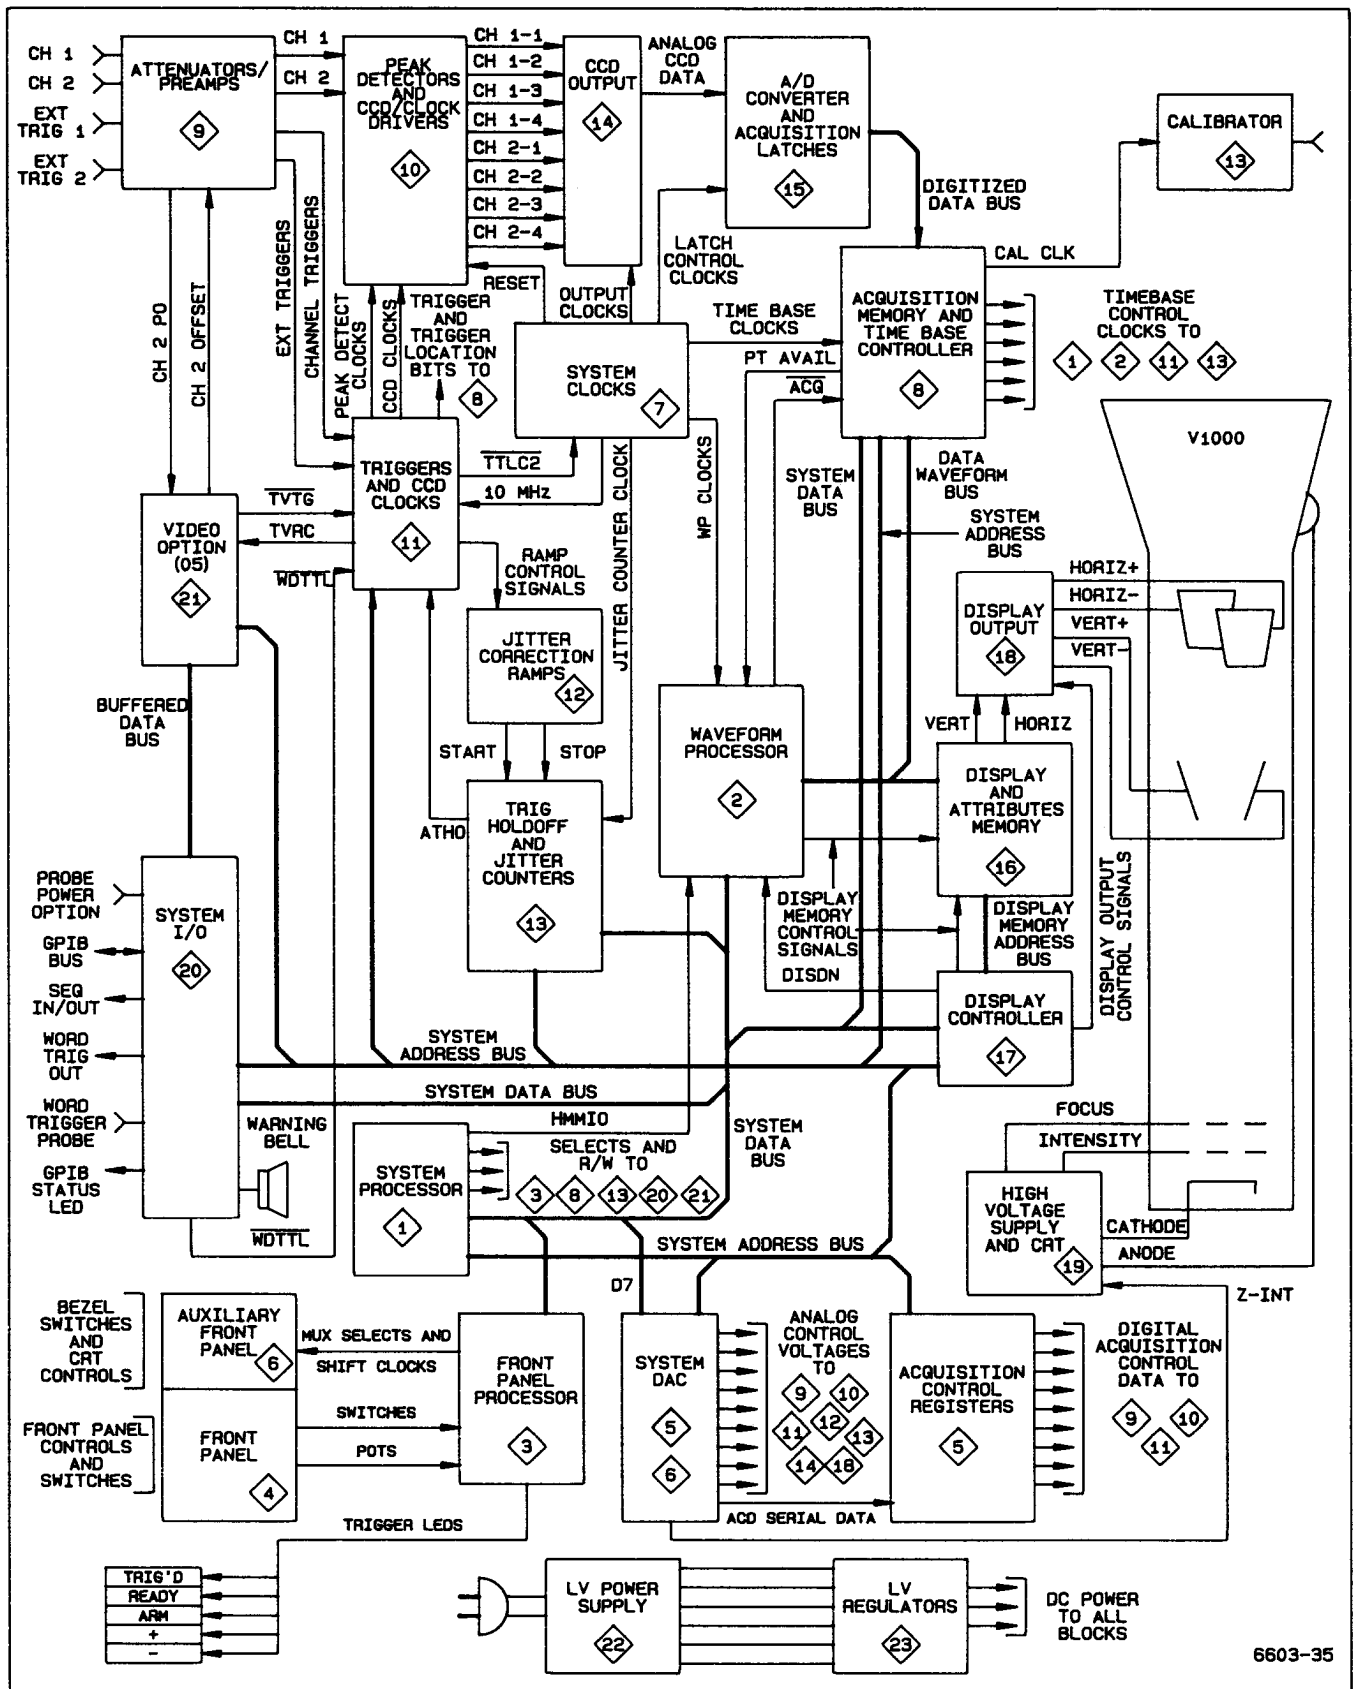 CH 1
CH 2
EXT
TRIG 1
EXT
TRIG 2
ATTENUATORS/
PREAMPS
9
CH 1
CH 2
PEAK
DETECTORS
AND
CCD/CLOCK
DRIVERS
10
CH 1-1
CH 1-2
CH 1-3
CH 1-4
CH 2-1
CH 2-2
CH 2-3
CH 2-4
CCD
OUTPUT
14
ANALOG
CCD
DATA
A/D
CONVERTER
AND
ACQUISITION
LATCHES
15
CALIBRATOR
13
DIGITIZED
DATA BUS
CAL CLK
LATCH
CONTROL
CLOCKS
RESET
OUTPUT
CLOCKS
EXT TRIGGERS
CHANNEL TRIGGERS
PEAK DETECT
CLOCKS
CCD CLOCKS
TRIGGER
AND
TRIGGER
LOCATION
BITS TO
8
CH 2 PO
CH 2 OFFSET
SYSTEM
CLOCKS
7
TIME BASE
CLOCKS
PT AVAIL
ACQ
ACQUISITION
MEMORY AND
TIME BASE
CONTROLLER
8
TIMEBASE
CONTROL
CLOCKS TO
1
2
11
13
V1000
VIDEO
OPTION
(05)
21
TVTG
TVRC
WDTTL
TRIGGERS
AND CCD
CLOCKS
11
TTLC2
10 MHz
RAMP
CONTROL
SIGNALS
JITTER COUNTER CLOCK
WP CLOCKS
SYSTEM
DATA
BUS
DATA
WAVEFORM
BUS
SYSTEM
ADDRESS
BUS
DISPLAY
OUTPUT
18
HORIZ+
HORIZ-
VERT+
VERT-
JITTER
CORRECTION
RAMPS
12
START
STOP
BUFFERED
DATA
BUS
WAVEFORM
PROCESSOR
2
VERT
HORIZ
DISPLAY
AND
ATTRIBUTES
MEMORY
16
ATHO
TRIG
HOLDOFF
AND
JITTER
COUNTERS
13
DISPLAY
MEMORY
CONTROL
SIGNALS
DISPLAY
MEMORY
ADDRESS
BUS
DISPLAY OUTPUT
CONTROL SIGNALS
DISDN
DISPLAY
CONTROLLER
17
PROBE
POWER
OPTION
GPIB
BUS
SEQ
IN/OUT
WORD
TRIG
OUT
WORD
TRIGGER
PROBE
GPIB
STATUS
LED
SYSTEM
I/O
20
SYSTEM
ADDRESS BUS
SYSTEM DATA BUS
WARNING
BELL
WDTTL
HMMIO
SYSTEM
PROCESSOR
1
SELECTS AND
R/W TO
3
8
13
20
21
SYSTEM
DATA
BUS
SYSTEM ADDRESS BUS
D7
FOCUS
INTENSITY
HIGH
VOLTAGE
SUPPLY
AND CRT
19
CATHODE
ANODE
Z-INT
BEZEL
SWITCHES
AND
CRT
CONTROLS
AUXILIARY
FRONT
PANEL
6
MUX SELECTS AND
SHIFT CLOCKS
FRONT PANEL
CONTROLS
AND
SWITCHES
FRONT
PANEL
4
SWITCHES
POTS
FRONT
PANEL
PROCESSOR
3
SYSTEM
DAC
5
6
ANALOG
CONTROL
VOLTAGES
TO
9
10
11
12
13
14
18
ACQUISITION
CONTROL
REGISTERS
5
DIGITAL
ACQUISITION
CONTROL
DATA TO
9
10
11
ACD SERIAL DATA
TRIGGER LEDS
TRIG'D
READY
ARM
+
-
LV POWER
SUPPLY
22
LV
REGULATORS
23
DC POWER
TO ALL
BLOCKS
6603-35